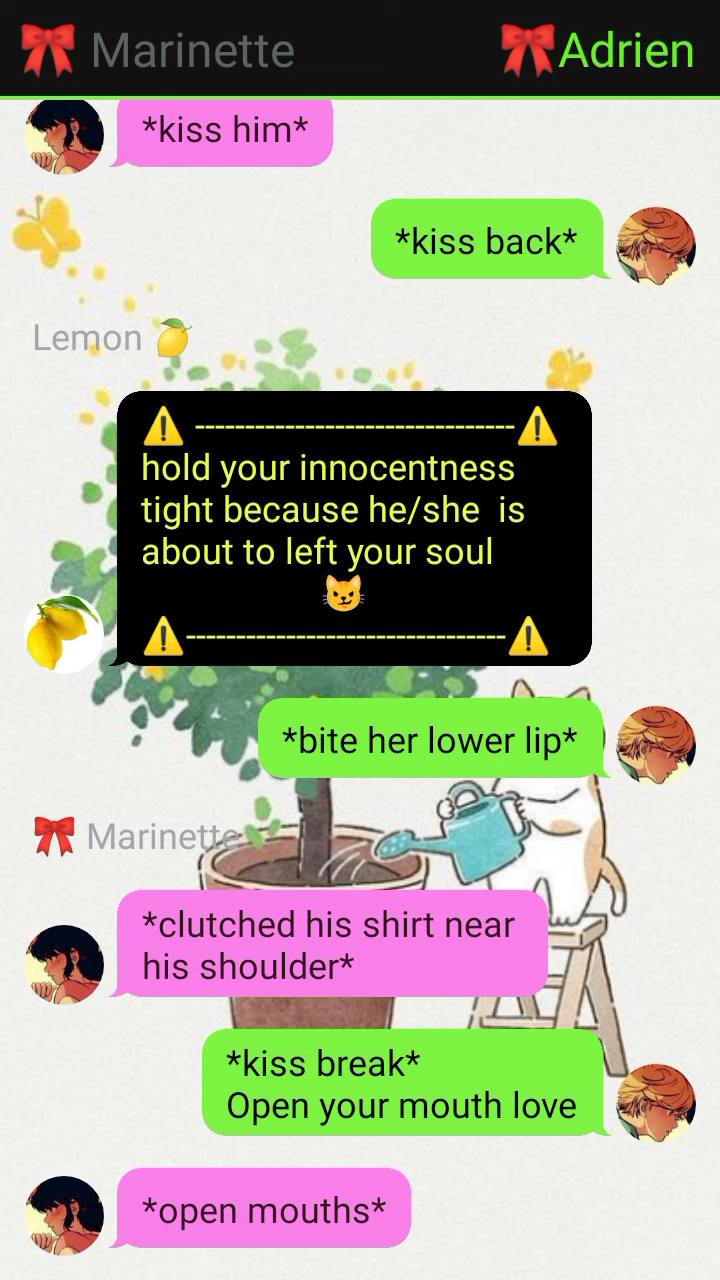 🎀 Marinette
🎀Adrien
*kiss him*
*kiss back*
Lemon 🍋
⚠️ --------------------------------⚠️
hold your innocentness
tight because he/she  is
about to left your soul
😼
⚠️--------------------------------⚠️
*bite her lower lip*
🎀 Marinette
*clutched his shirt near
his shoulder*
*kiss break*
Open your mouth love
*open mouths*